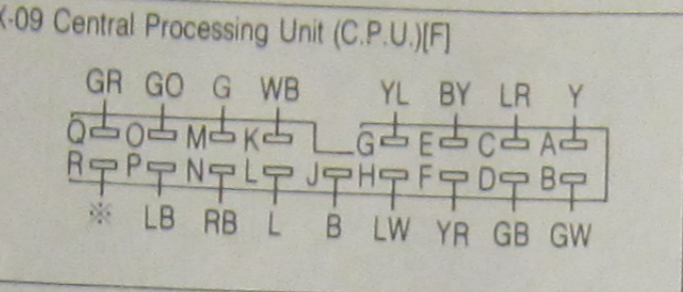 X-09 Central Processing Unit (C.P.U.)[F]
GR GO G WB YL BY LR Y
Q O M K G E C A
R P N L J H F D B
※ LB RB L B LW YR GB GW